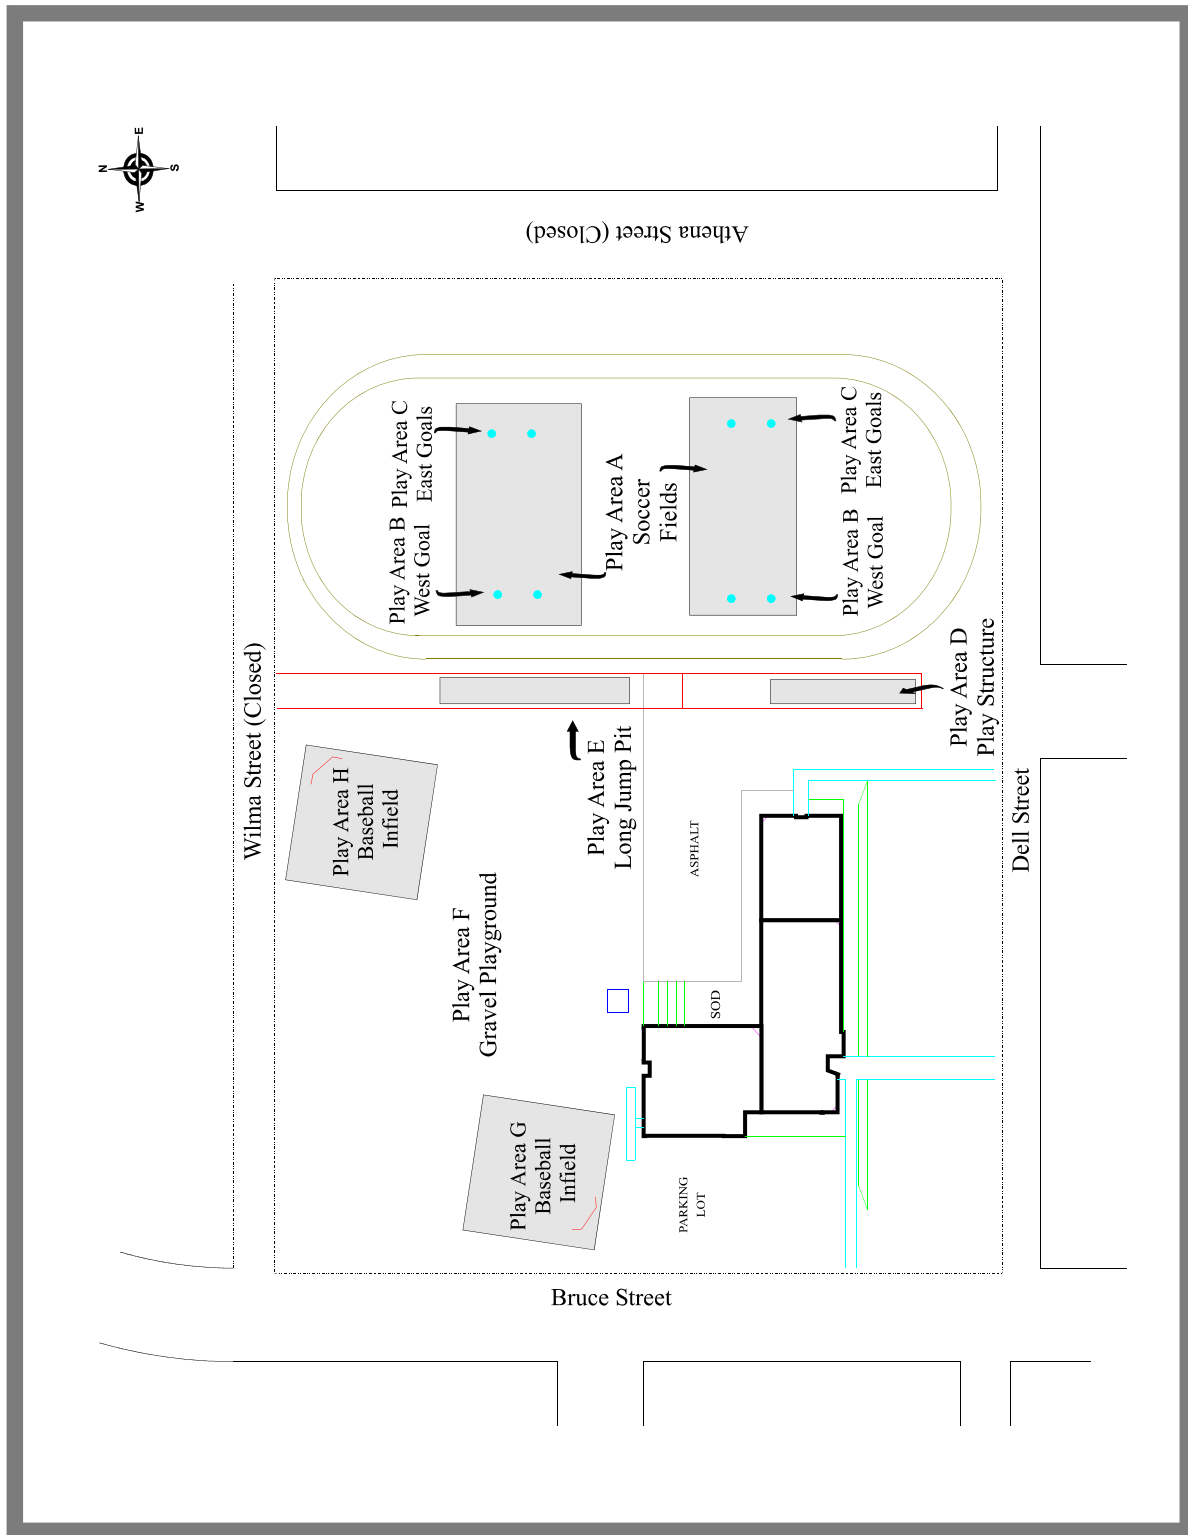 N
E
S
W
Athena Street (Closed)
Wilma Street (Closed)
Play Area B
West Goal
Play Area C
East Goals
Play Area A
Soccer
Fields
Play Area B
West Goal
Play Area C
East Goals
Play Area D
Play Structure
Play Area E
Long Jump Pit
Play Area H
Baseball
Infield
Play Area F
Gravel Playground
ASPHALT
SOD
Play Area G
Baseball
Infield
PARKING
LOT
Dell Street
Bruce Street